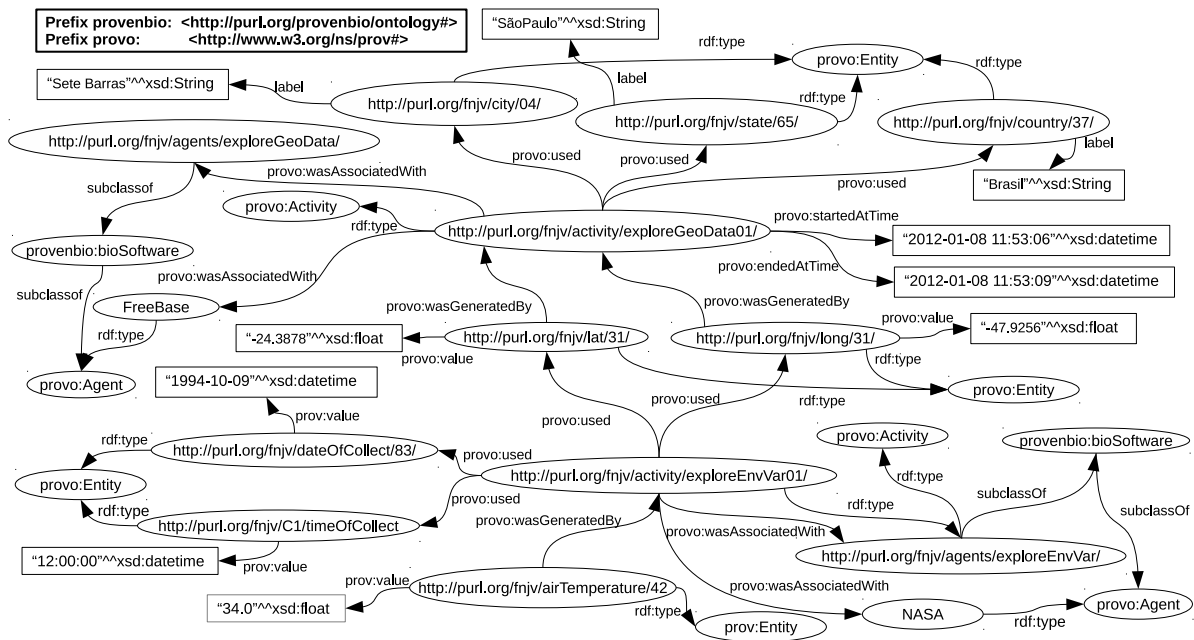 Prefix provenbio: <http://purl.org/provenbio/ontology#>
Prefix provo: <http://www.w3.org/ns/prov#>
“SãoPaulo”^^xsd:String
rdf:type
provo:Entity
rdf:type
“Sete Barras”^^xsd:String
label
label
rdf:type
http://purl.org/fnjv/city/04/
http://purl.org/fnjv/state/65/
http://purl.org/fnjv/country/37/
http://purl.org/fnjv/agents/exploreGeoData/
label
provo:used
provo:used
provo:used
provo:wasAssociatedWith
“Brasil”^^xsd:String
subclassof
provo:Activity
rdf:type
provo:startedAtTime
http://purl.org/fnjv/activity/exploreGeoData01/
“2012-01-08 11:53:06”^^xsd:datetime
provenbio:bioSoftware
provo:wasAssociatedWith
provo:endedAtTime
“2012-01-08 11:53:09”^^xsd:datetime
subclassof
FreeBase
provo:wasGeneratedBy
provo:wasGeneratedBy
provo:value
rdf:type
“-24.3878”^^xsd:float
http://purl.org/fnjv/lat/31/
http://purl.org/fnjv/long/31/
“-47.9256”^^xsd:float
provo:value
rdf:type
provo:Agent
“1994-10-09”^^xsd:datetime
provo:Entity
provo:used
provo:used
rdf:type
prov:value
rdf:type
http://purl.org/fnjv/dateOfCollect/83/
provo:used
provo:Activity
provenbio:bioSoftware
provo:Entity
http://purl.org/fnjv/activity/exploreEnvVar01/
rdf:type
rdf:type
provo:used
rdf:type
subclassOf
http://purl.org/fnjv/C1/timeOfCollect
provo:wasGeneratedBy
provo:wasAssociatedWith
subclassOf
“12:00:00”^^xsd:datetime
prov:value
http://purl.org/fnjv/agents/exploreEnvVar/
prov:value
http://purl.org/fnjv/airTemperature/42
provo:wasAssociatedWith
“34.0”^^xsd:float
rdf:type
prov:Entity
NASA
rdf:type
provo:Agent